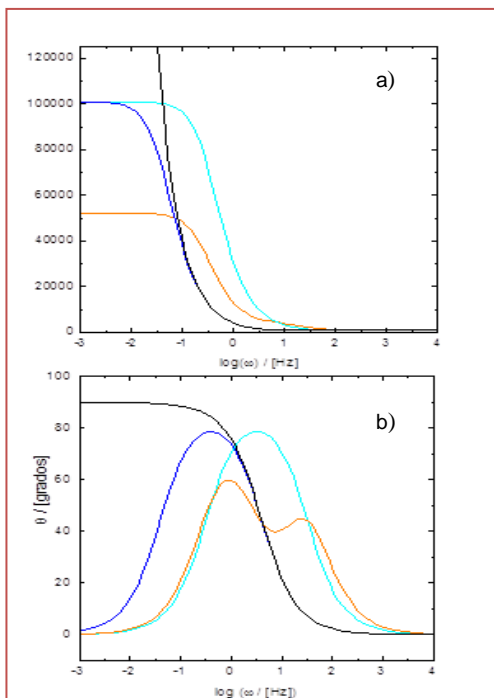 a)
120000
100000
80000
60000
40000
20000
0
-3 -2 -1 0 1 2 3 4
log(ω) / [Hz]
b)
100
80
60
40
20
0
θ / [grados]
-3 -2 -1 0 1 2 3 4
log (ω / [Hz])